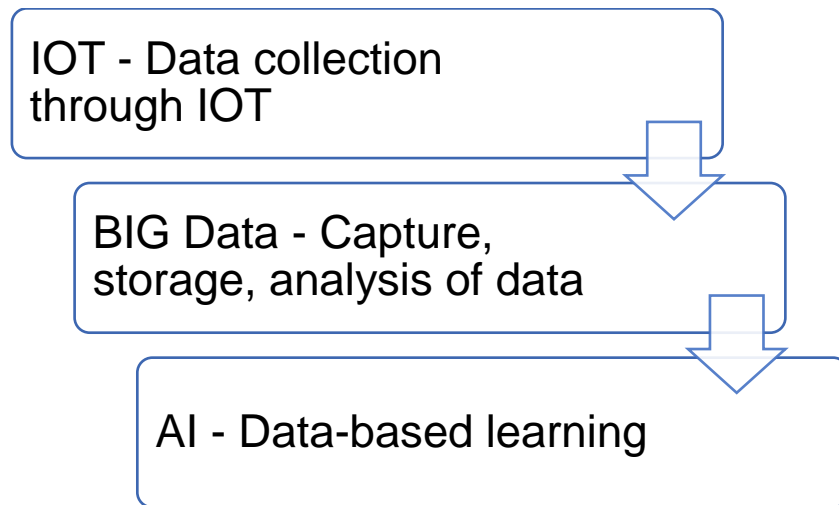 IOT - Data collection
through IOT
BIG Data - Capture,
storage, analysis of data
AI - Data-based learning